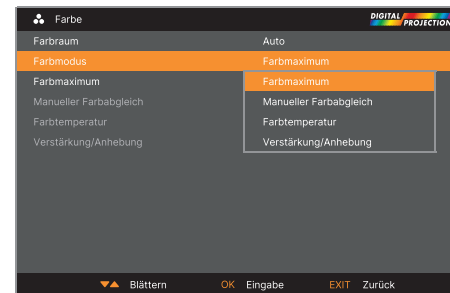 Farbe
DIGITAL PROJECTION
Farbraum Auto
Farbmodus Farbmaximum
Farbmaximum Farbmaximum
Manueller Farbabgleich Manueller Farbabgleich
Farbtemperatur Farbtemperatur
Verstärkung/Anhebung Verstärkung/Anhebung
Blättern OK Eingabe EXIT Zurück